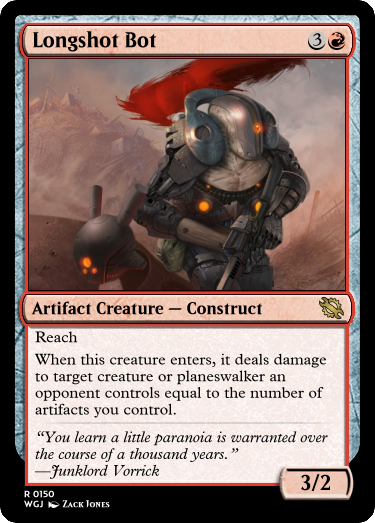 Longshot Bot 3
Artifact Creature — Construct
Reach
When this creature enters, it deals damage
to target creature or planeswalker an
opponent controls equal to the number of
artifacts you control.
“You learn a little paranoia is warranted over
the course of a thousand years.”
—Junklord Vorrick
3/2
R 0150
WGJ Zack Jones